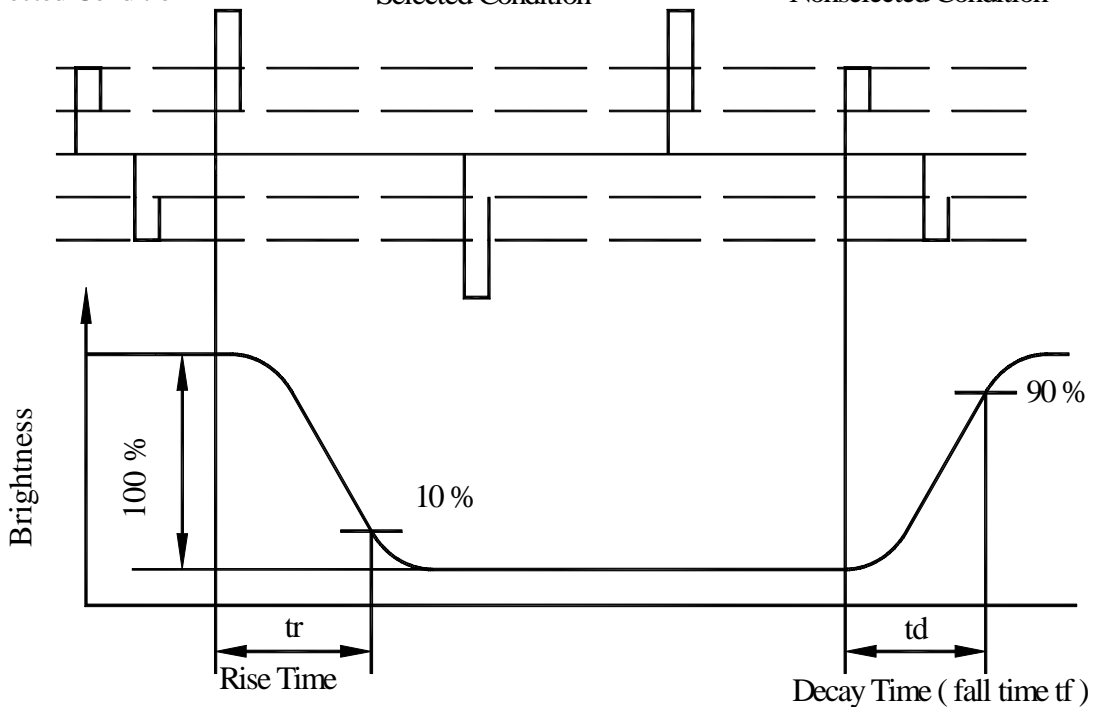 Selected Condition
Nonselected Condition
Brightness
100 %
10 %
90 %
tr
Rise Time
td
Decay Time ( fall time tf )